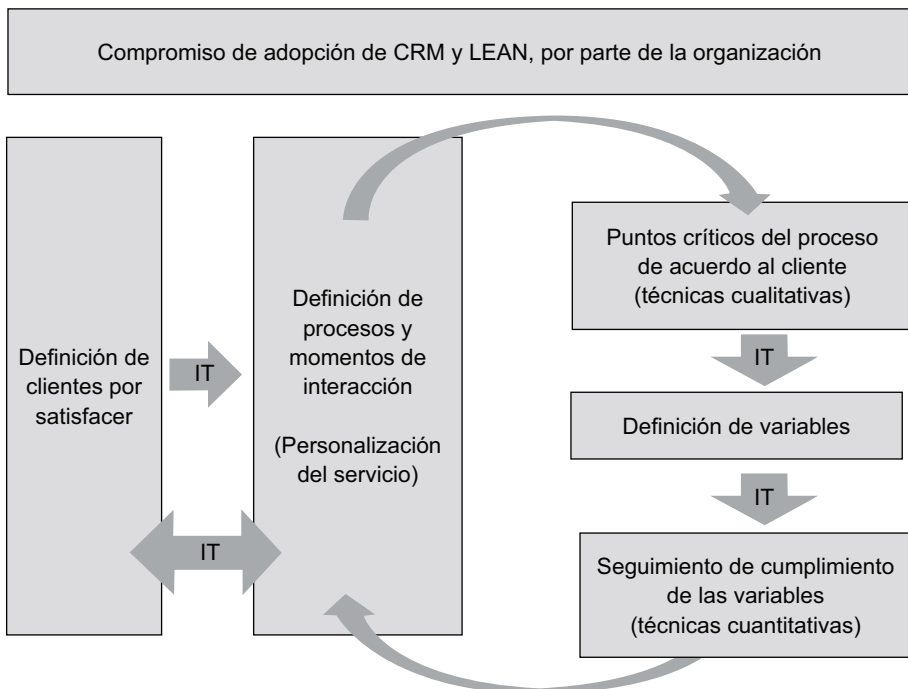 Compromiso de adopción de CRM y LEAN, por parte de la organización
Definición de
clientes por
satisfacer
IT
IT
Definición de
procesos y
momentos de
interacción
(Personalización
del servicio)
Puntos críticos del proceso
de acuerdo al cliente
(técnicas cualitativas)
IT
Definición de variables
IT
Seguimiento de cumplimiento
de las variables
(técnicas cuantitativas)